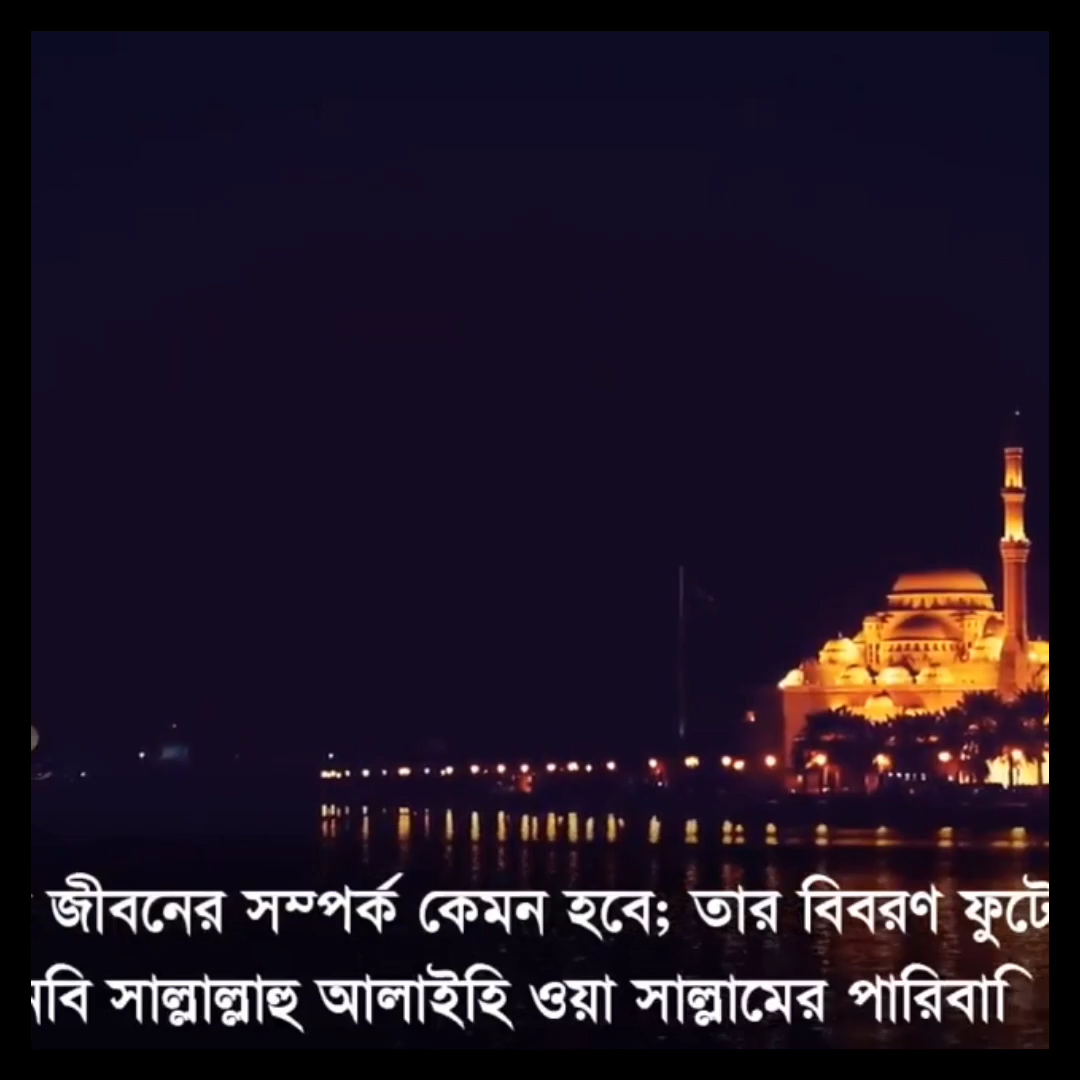 জীবনের সম্পর্ক কেমন হবে; তার বিবরণ ফুটে
সাল্লাল্লাহু আলাইহি ওয়া সাল্লামের